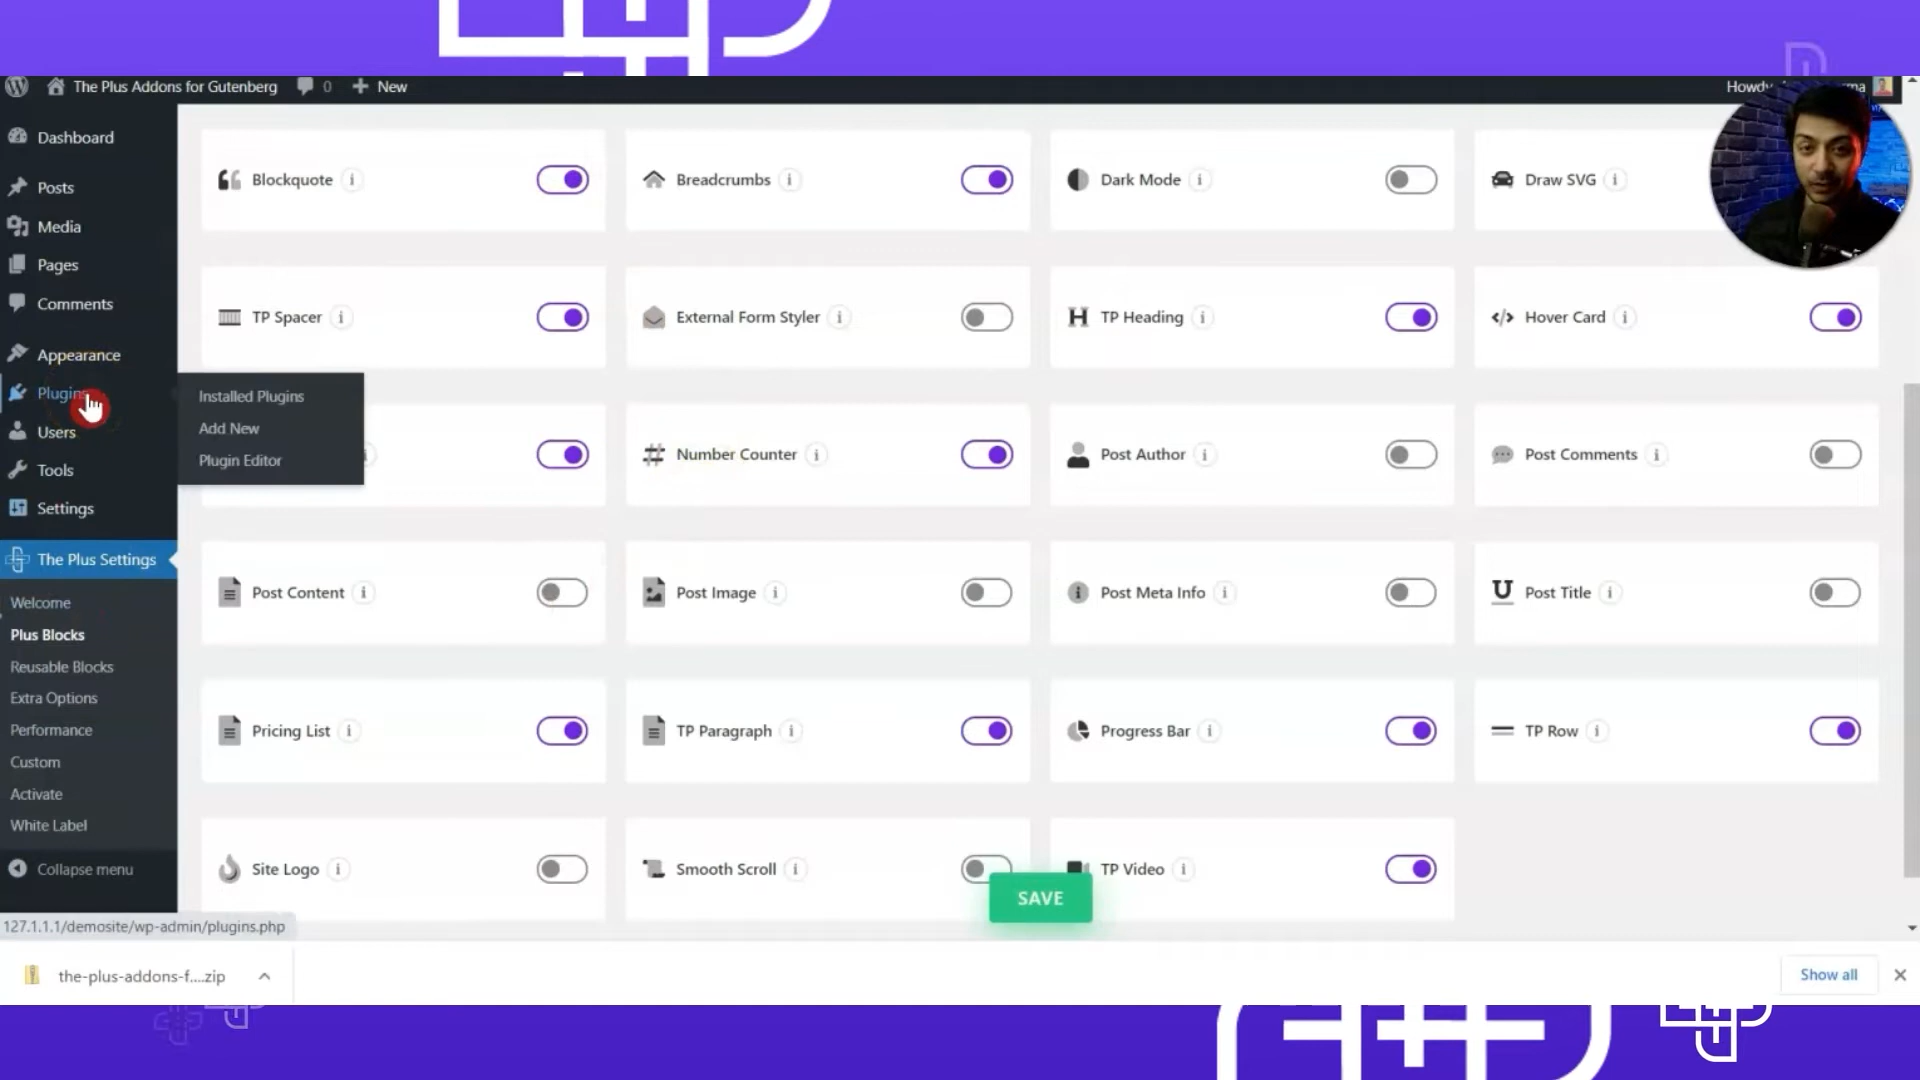 The Plus Addons for Gutenberg 0 New
Howdy
Dashboard
Posts
Media
Pages
Comments
Appearance
Plugins
Users
Tools
Settings
The Plus Settings
Welcome
Plus Blocks
Reusable Blocks
Extra Options
Performance
Custom
Activate
White Label
Collapse menu
Installed Plugins
Add New
Plugin Editor
Blockquote i
Breadcrumbs i
Dark Mode i
Draw SVG i
TP Spacer i
External Form Styler i
TP Heading i
Hover Card i
Number Counter i
Post Author i
Post Comments i
Post Content i
Post Image i
Post Meta Info i
Post Title i
Pricing List i
TP Paragraph i
Progress Bar i
TP Row i
Site Logo i
Smooth Scroll i
TP Video i
SAVE
127.1.1.1/demosite/wp-admin/plugins.php
the-plus-addons-f....zip
Show all